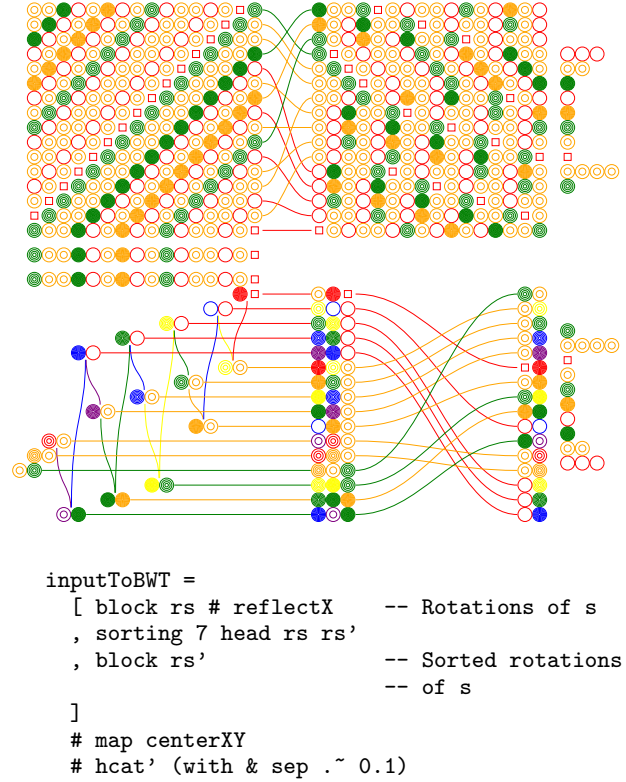 inputToBWT =
  [ block rs # reflectX    -- Rotations of s
  , sorting 7 head rs rs’
  , block rs’              -- Sorted rotations
                           -- of s
  ]
  # map centerXY
  # hcat’ (with & sep .~ 0.1)